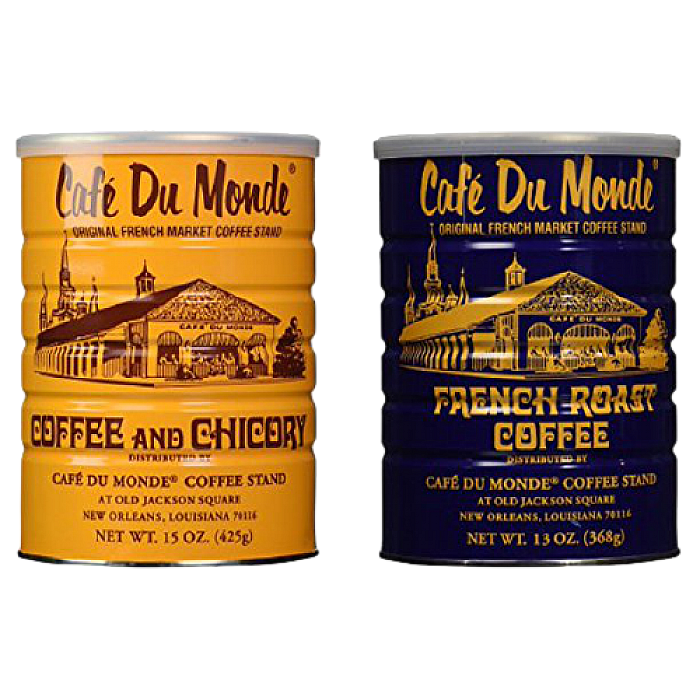 Café Du Monde®
ORIGINAL FRENCH MARKET COFFEE STAND
CAFE DU MONDE
COFFEE AND CHICORY
DISTRIBUTED BY
CAFÉ DU MONDE® COFFEE STAND
AT OLD JACKSON SQUARE
NEW ORLEANS, LOUISIANA 70116
NET WT. 15 OZ. (425g)
Café Du Monde®
ORIGINAL FRENCH MARKET COFFEE STAND
CAFE DU MONDE
FRENCH ROAST
COFFEE
DISTRIBUTED BY
CAFÉ DU MONDE® COFFEE STAND
AT OLD JACKSON SQUARE
NEW ORLEANS, LOUISIANA 70116
NET WT. 13 OZ. (368g)